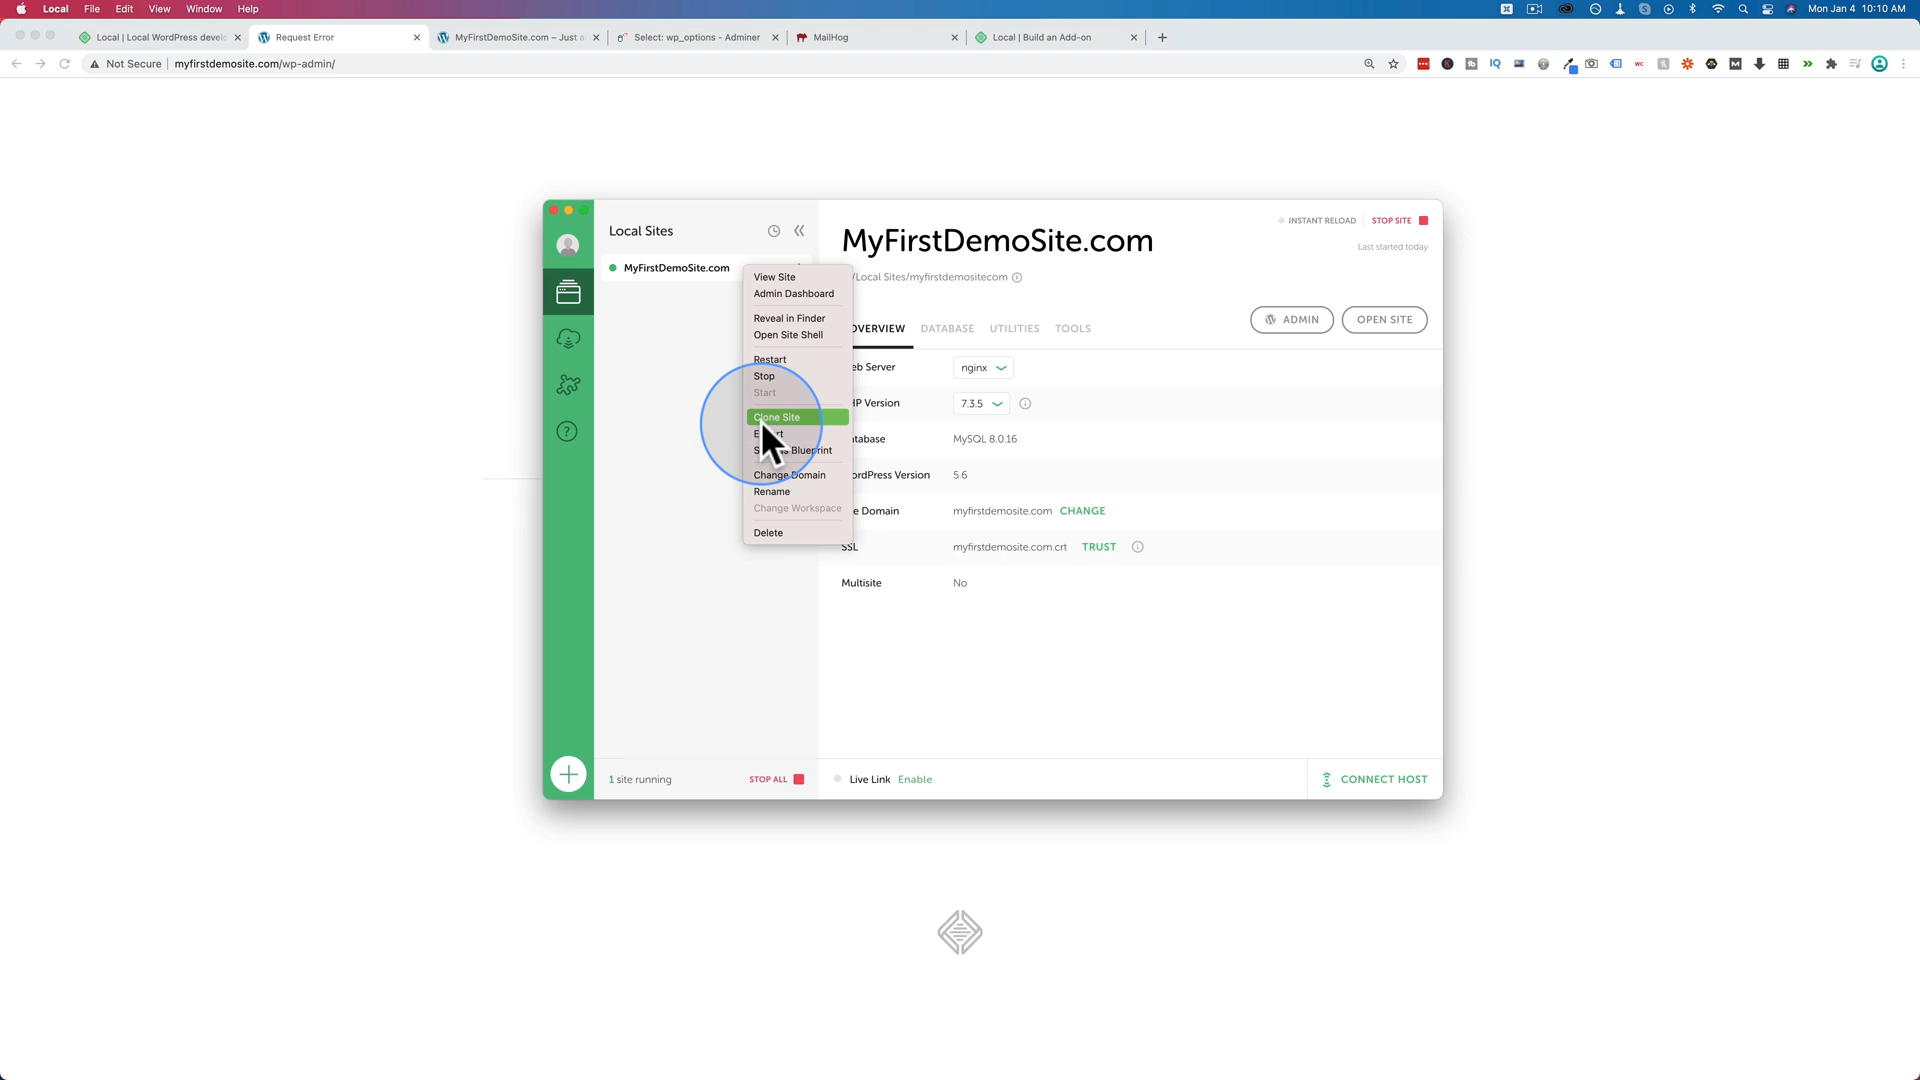 Local File Edit View Window Help
Mon Jan 4 10:10 AM
Local | Local WordPress develo
Request Error
MyFirstDemoSite.com – Just a
Select: wp_options - Adminer
MailHog
Local | Build an Add-on
Not Secure | myfirstdemosite.com/wp-admin/
Local Sites
MyFirstDemoSite.com
View Site
Admin Dashboard
Reveal in Finder
Open Site Shell
Restart
Stop
Start
Clone Site
Change Domain
Rename
Change Workspace
Delete
1 site running
STOP ALL
INSTANT RELOAD
STOP SITE
MyFirstDemoSite.com
Last started today
/Local Sites/myfirstdemositecom
ADMIN
OPEN SITE
OVERVIEW DATABASE UTILITIES TOOLS
eb Server nginx
HP Version 7.3.5
tabase MySQL 8.0.16
ordPress Version 5.6
e Domain myfirstdemosite.com CHANGE
SSL myfirstdemosite.com.crt TRUST
Multisite No
Live Link Enable
CONNECT HOST